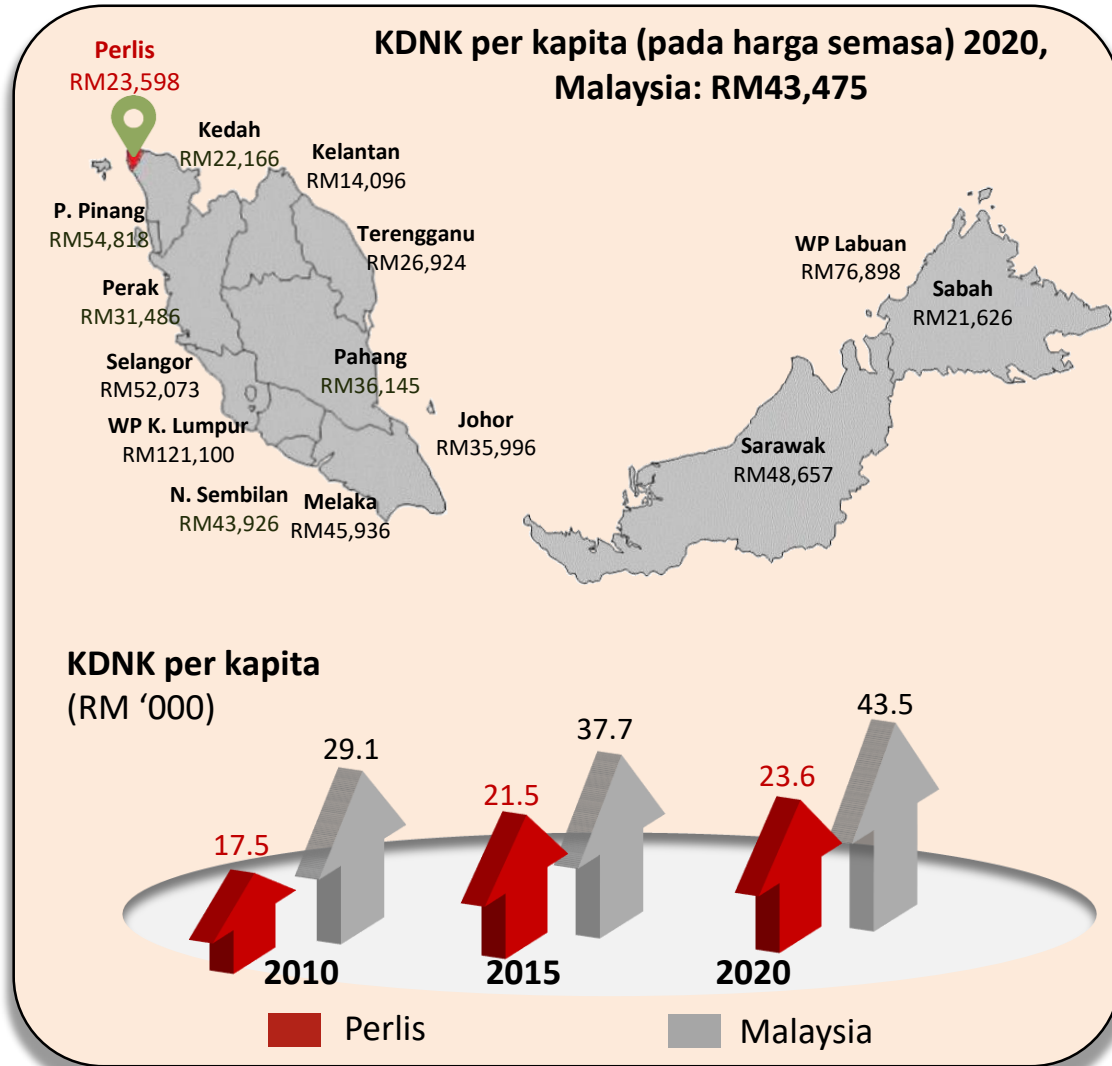 KDNK per kapita (pada harga semasa) 2020,
Malaysia: RM43,475
Perlis
RM23,598
Kedah
RM22,166
Kelantan
RM14,096
P. Pinang
RM54,818
Terengganu
RM26,924
Perak
RM31,486
Selangor
RM52,073
Pahang
RM36,145
WP K. Lumpur
RM121,100
Johor
RM35,996
N. Sembilan
RM43,926
Melaka
RM45,936
WP Labuan
RM76,898
Sabah
RM21,626
Sarawak
RM48,657
KDNK per kapita
(RM ‘000)
17.5
29.1
21.5
37.7
23.6
43.5
2010
2015
2020
Perlis
Malaysia